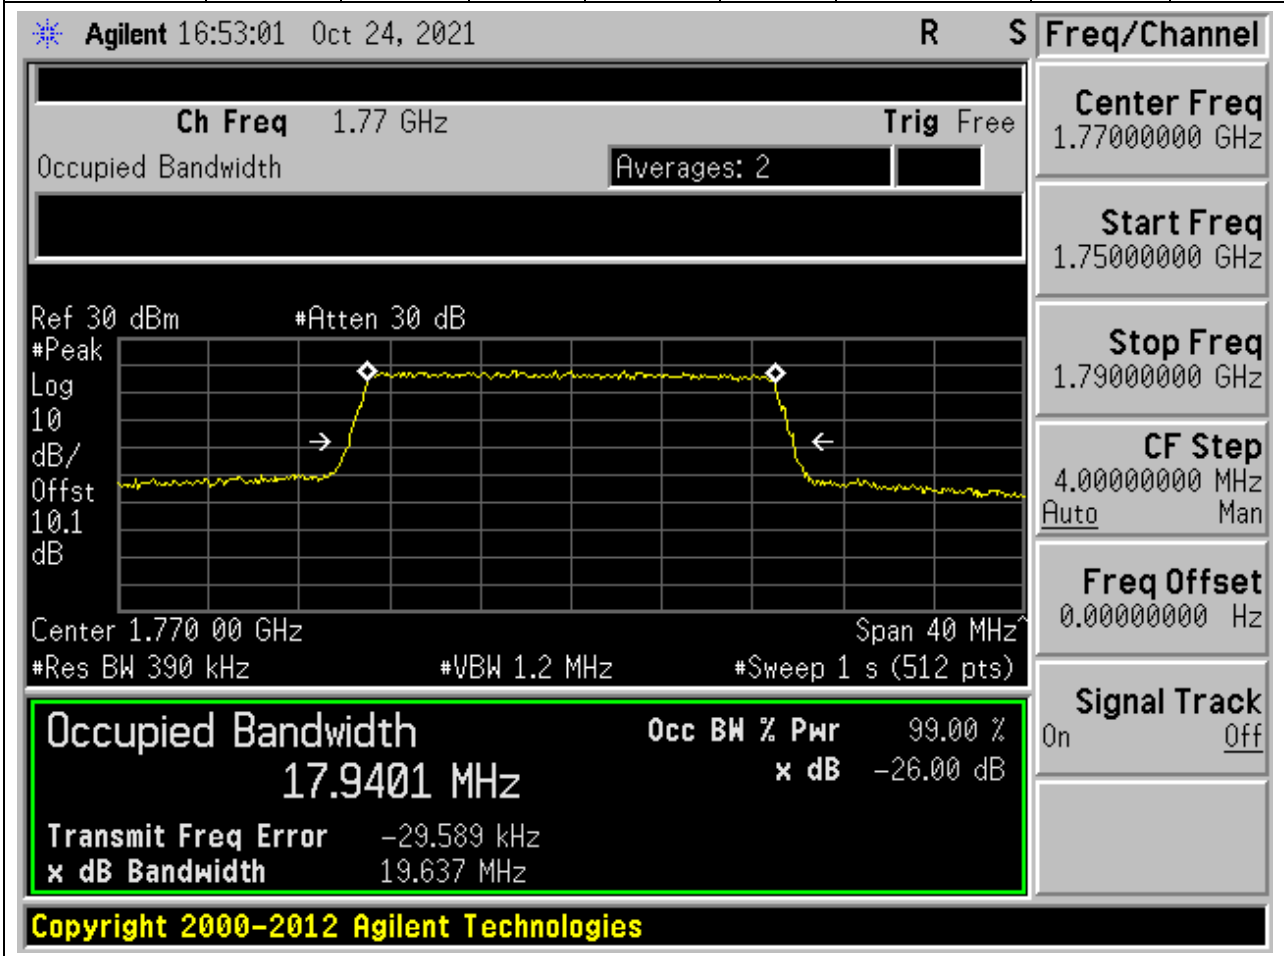 Agilent 16:53:01 Oct 24, 2021 R S
Freq/Channel
Ch Freq 1.77 GHz Trig Free
Occupied Bandwidth Averages: 2
Ref 30 dBm #Atten 30 dB
#Peak
Log
10
dB/
Offst
10.1
dB
Center 1.770 00 GHz Span 40 MHz^
#Res BW 390 kHz #VBW 1.2 MHz #Sweep 1 s (512 pts)
Occupied Bandwidth Occ BW % Pwr 99.00 %
17.9401 MHz x dB -26.00 dB
Transmit Freq Error -29.589 kHz
x dB Bandwidth 19.637 MHz
Copyright 2000-2012 Agilent Technologies
Center Freq
1.77000000 GHz
Start Freq
1.75000000 GHz
Stop Freq
1.79000000 GHz
CF Step
4.00000000 MHz
Auto Man
Freq Offset
0.00000000 Hz
Signal Track
On Off